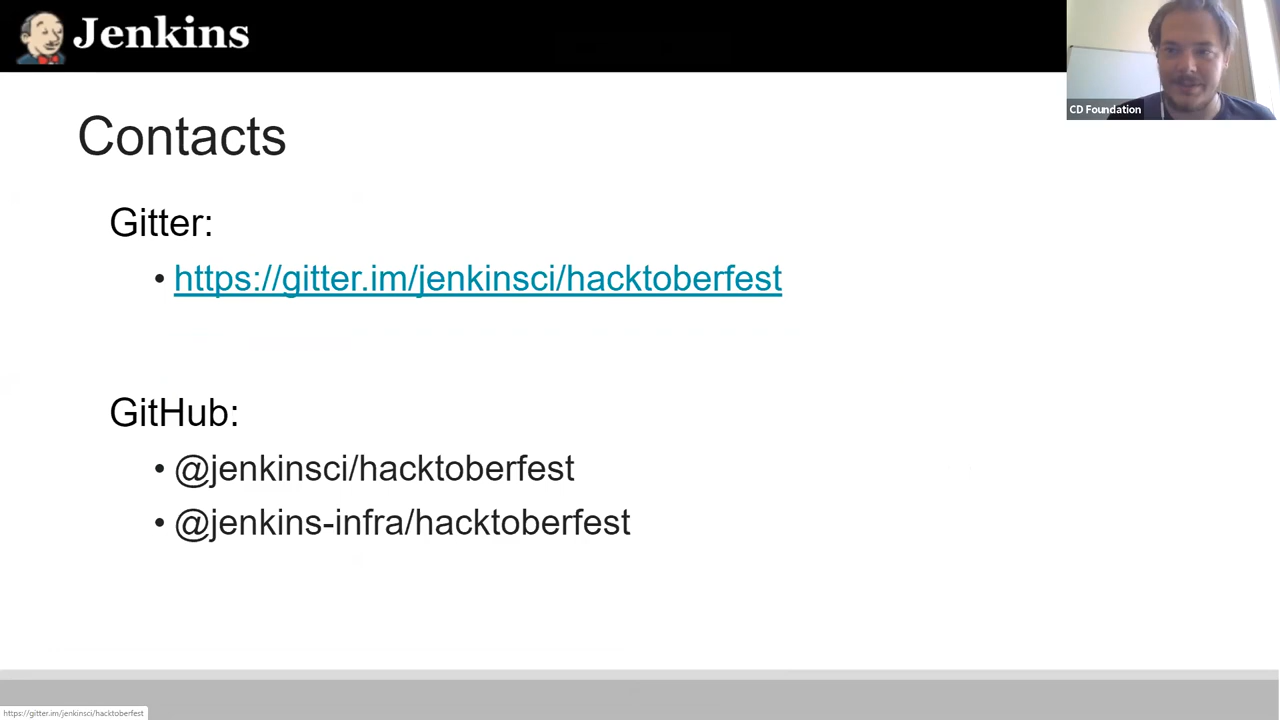 Jenkins
CD Foundation
Contacts
Gitter:
• https://gitter.im/jenkinsci/hacktoberfest
GitHub:
• @jenkinsci/hacktoberfest
• @jenkins-infra/hacktoberfest
https://gitter.im/jenkinsci/hacktoberfest